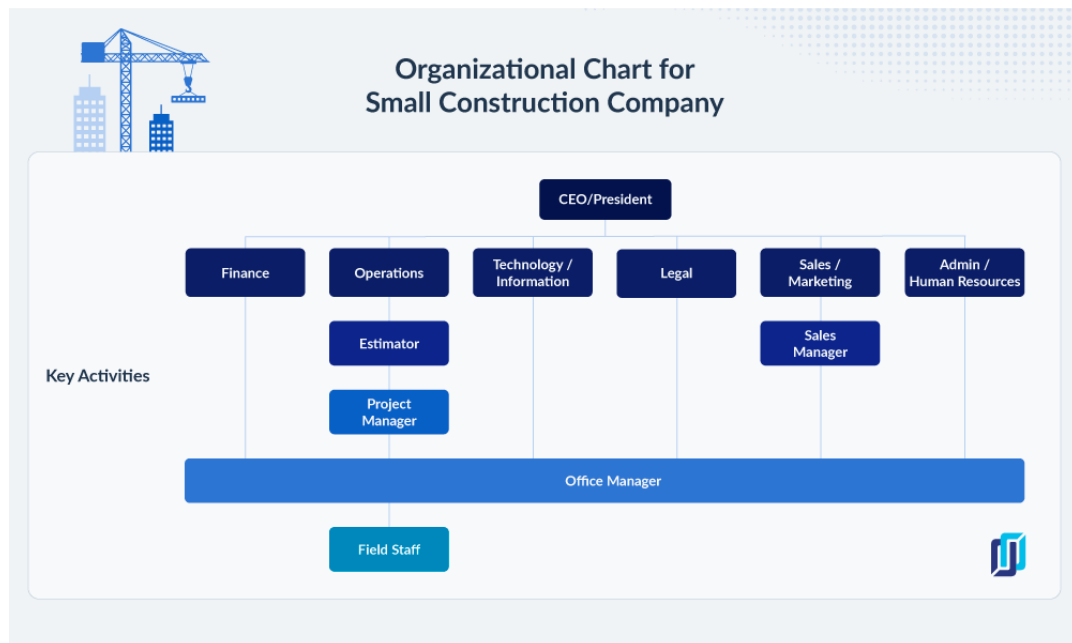 Organizational Chart for
Small Construction Company
CEO/President
Finance
Operations
Technology /
Information
Legal
Sales /
Marketing
Admin /
Human Resources
Estimator
Sales
Manager
Key Activities
Project
Manager
Office Manager
Field Staff